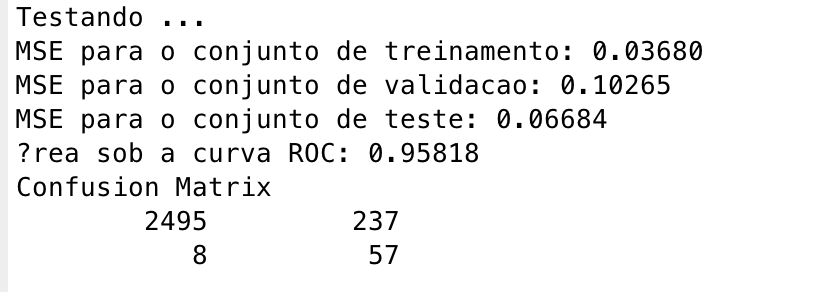 Testando ...
MSE para o conjunto de treinamento: 0.03680
MSE para o conjunto de validacao: 0.10265
MSE para o conjunto de teste: 0.06684
?rea sob a curva ROC: 0.95818
Confusion Matrix
2495 237
8 57